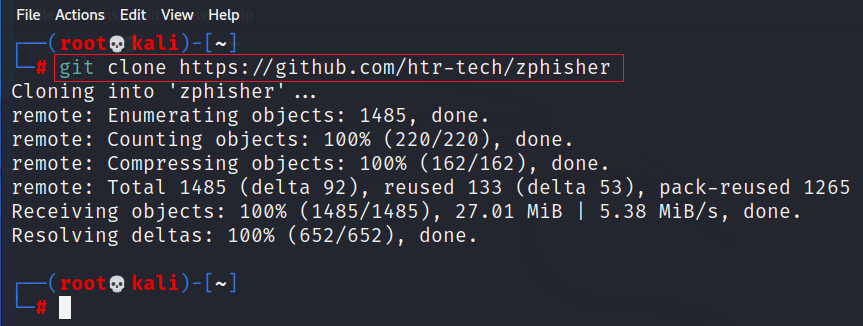 File Actions Edit View Help
┌──(root💀kali)-[~]
└─# git clone https://github.com/htr-tech/zphisher
Cloning into 'zphisher'...
remote: Enumerating objects: 1485, done.
remote: Counting objects: 100% (220/220), done.
remote: Compressing objects: 100% (162/162), done.
remote: Total 1485 (delta 92), reused 133 (delta 53), pack-reused 1265
Receiving objects: 100% (1485/1485), 27.01 MiB | 5.38 MiB/s, done.
Resolving deltas: 100% (652/652), done.
┌──(root💀kali)-[~]
└─#